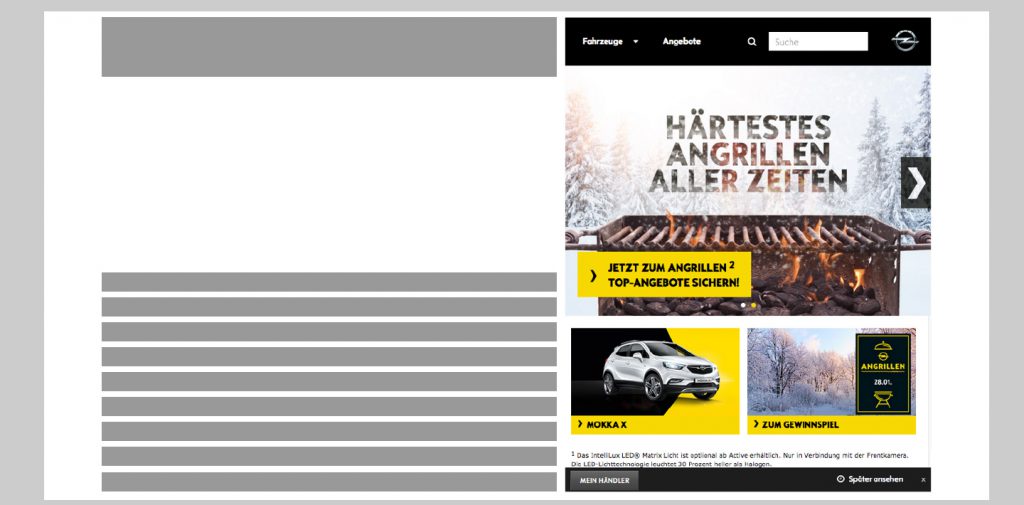 Fahrzeuge
Angebote
Suche
HÄRTESTES
ANGRILLEN
ALLER ZEITEN
JETZT ZUM ANGRILLEN ²
TOP-ANGEBOTE SICHERN!
ANGRILLEN
28.01.
MOKKA X
ZUM GEWINNSPIEL
¹ Das IntelliLux LED® Matrix Licht ist optional ab Active erhältlich. Nur in Verbindung mit der Frontkamera.
Die LED-Lichttechnologie leuchtet 30 Prozent heller als Halogen.
MEIN HÄNDLER
Später ansehen
x